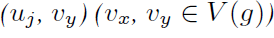 (u_j, v_y) (v_x, v_y ∈ V(g))